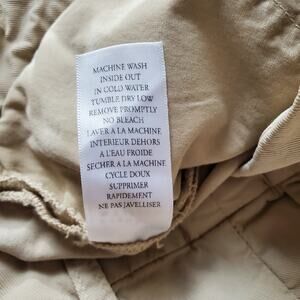 MACHINE WASH
INSIDE OUT
IN COLD WATER
TUMBLE DRY LOW
REMOVE PROMPTLY
NO BLEACH
LAVER A LA MACHINE
INTERIEUR DEHORS
A L'EAU FROIDE
SECHER A LA MACHINE
CYCLE DOUX
SUPPRIMER
RAPIDEMENT
NE PAS JAVELLISER